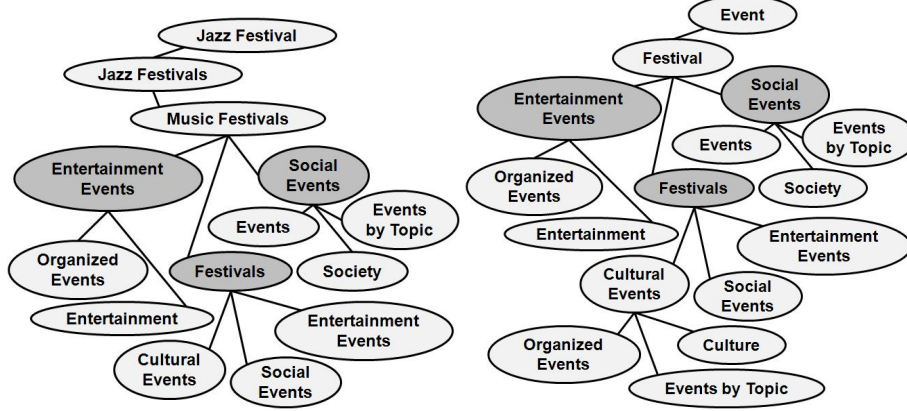 Jazz Festival
Jazz Festivals
Music Festivals
Entertainment
Events
Social
Events
Events
Events
by Topic
Organized
Events
Festivals
Society
Entertainment
Entertainment
Events
Cultural
Events
Social
Events
Event
Festival
Entertainment
Events
Social
Events
Events
Events
by Topic
Organized
Events
Festivals
Society
Entertainment
Entertainment
Events
Cultural
Events
Social
Events
Organized
Events
Culture
Events by Topic